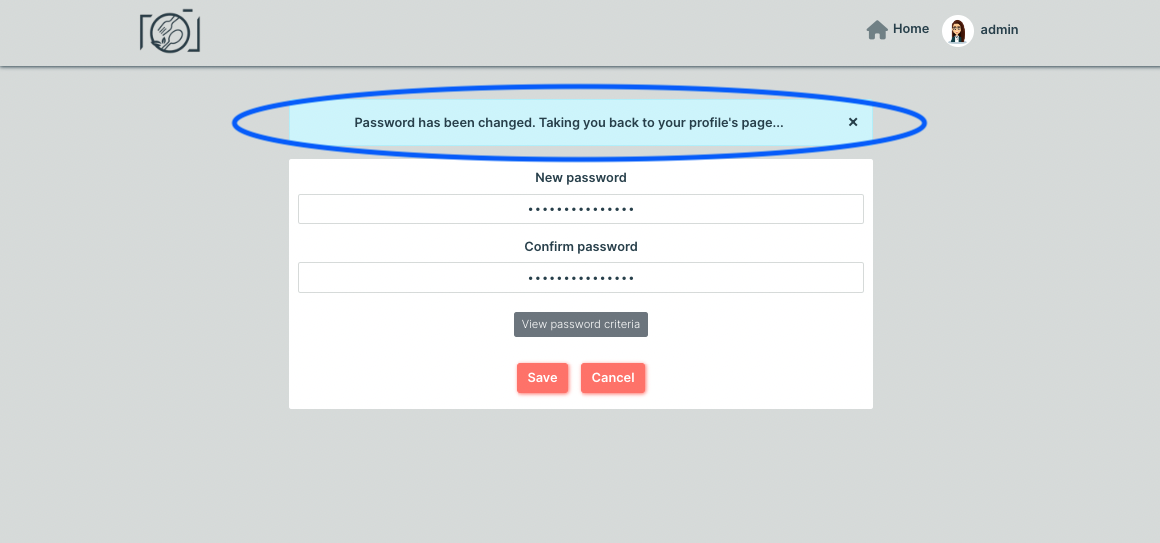 Home
admin
Password has been changed. Taking you back to your profile's page...
New password
•••••••••••••••
Confirm password
•••••••••••••••
View password criteria
Save Cancel